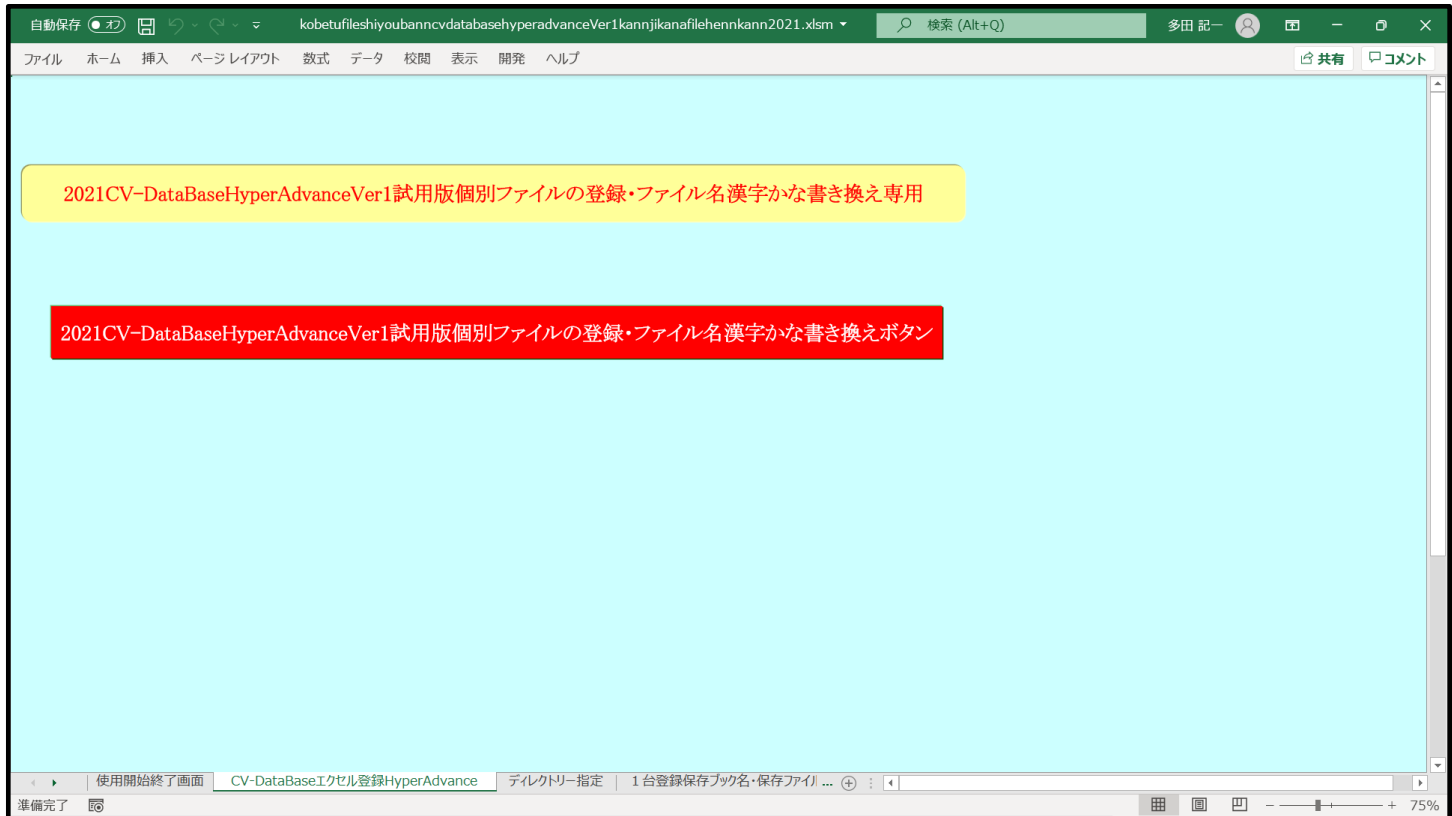 自動保存 オフ kobetufileshiyoubanncvdatabasehyperadvanceVer1kannjikanafilehennkann2021.xlsm 検索 (Alt+Q) 多田 記一
ファイル ホーム 挿入 ページ レイアウト 数式 データ 校閲 表示 開発 ヘルプ 共有 コメント
2021CV-DataBaseHyperAdvanceVer1試用版個別ファイルの登録・ファイル名漢字かな書き換え専用
2021CV-DataBaseHyperAdvanceVer1試用版個別ファイルの登録・ファイル名漢字かな書き換えボタン
使用開始終了画面 CV-DataBaseエクセル登録HyperAdvance ディレクトリー指定 1台登録保存ブック名・保存ファイル ...
準備完了 75%